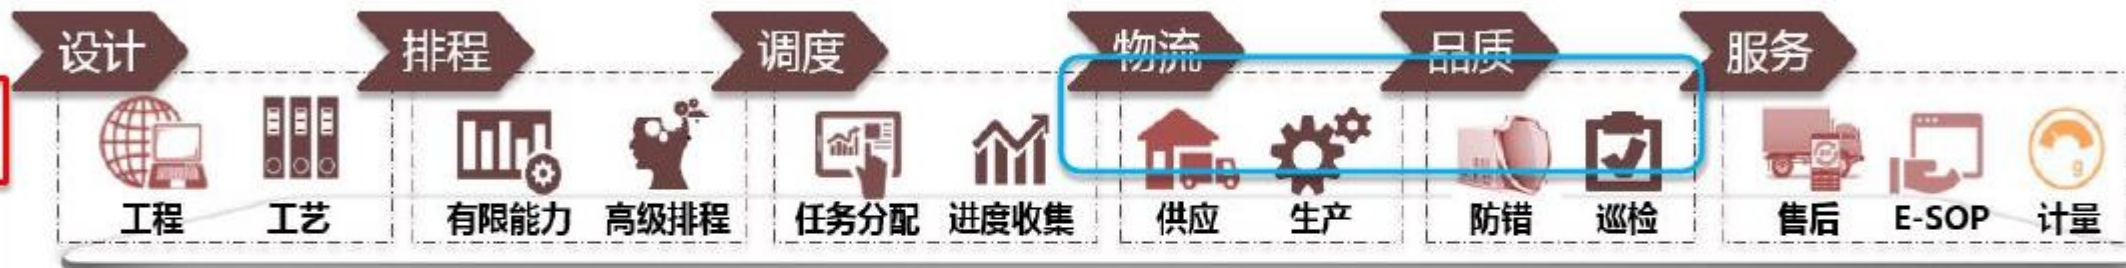 设计 排程 调度 物流 品质 服务
工程 工艺 有限能力 高级排程 任务分配 进度收集 供应 生产 防错 巡检 售后 E-SOP 计量